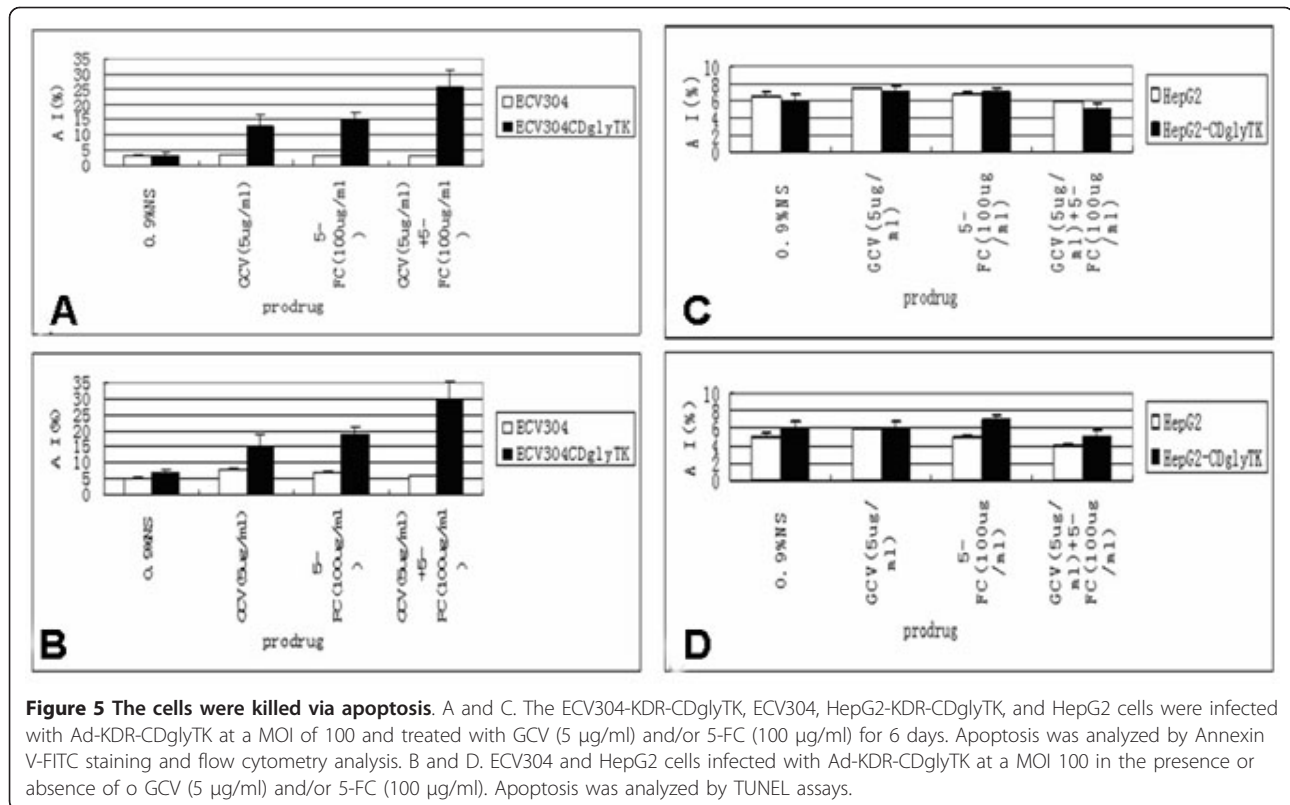 A I(%)
35
30
25
20
15
10
5
0
0.9%NS
GCV(5ug/ml)
5-
FC(100ug/ml
)
GCV(5ug/ml)
+5-
FC(100ug/ml
)
prodrug
ECV304
ECV304CDglyTK
A
A I(%)
35
30
25
20
15
10
5
0
0.9%NS
GCV(5ug/ml)
5-
FC(100ug/ml
)
GCV(5ug/ml)
+5-
FC(100ug/ml
)
prodrug
ECV304
ECV304CDglyTK
B
A I(%)
10
8
6
4
2
0
0.9%NS
GCV(5ug/
ml)
5-
FC(100ug
/ml)
GCV(5ug/
ml)+5-
FC(100ug
/ml)
prodrug
HepG2
HepG2-CDglyTK
C
A I(%)
10
8
6
4
2
0
0.9%NS
GCV(5ug/
ml)
5-
FC(100ug
/ml)
GCV(5ug/
ml)+5-
FC(100ug
/ml)
prodrug
HepG2
HepG2-CDglyTK
D
Figure 5 The cells were killed via apoptosis. A and C. The ECV304-KDR-CDglyTK, ECV304, HepG2-KDR-CDglyTK, and HepG2 cells were infected
with Ad-KDR-CDglyTK at a MOI of 100 and treated with GCV (5 μg/ml) and/or 5-FC (100 μg/ml) for 6 days. Apoptosis was analyzed by Annexin
V-FITC staining and flow cytometry analysis. B and D. ECV304 and HepG2 cells infected with Ad-KDR-CDglyTK at a MOI 100 in the presence or
absence of o GCV (5 μg/ml) and/or 5-FC (100 μg/ml). Apoptosis was analyzed by TUNEL assays.